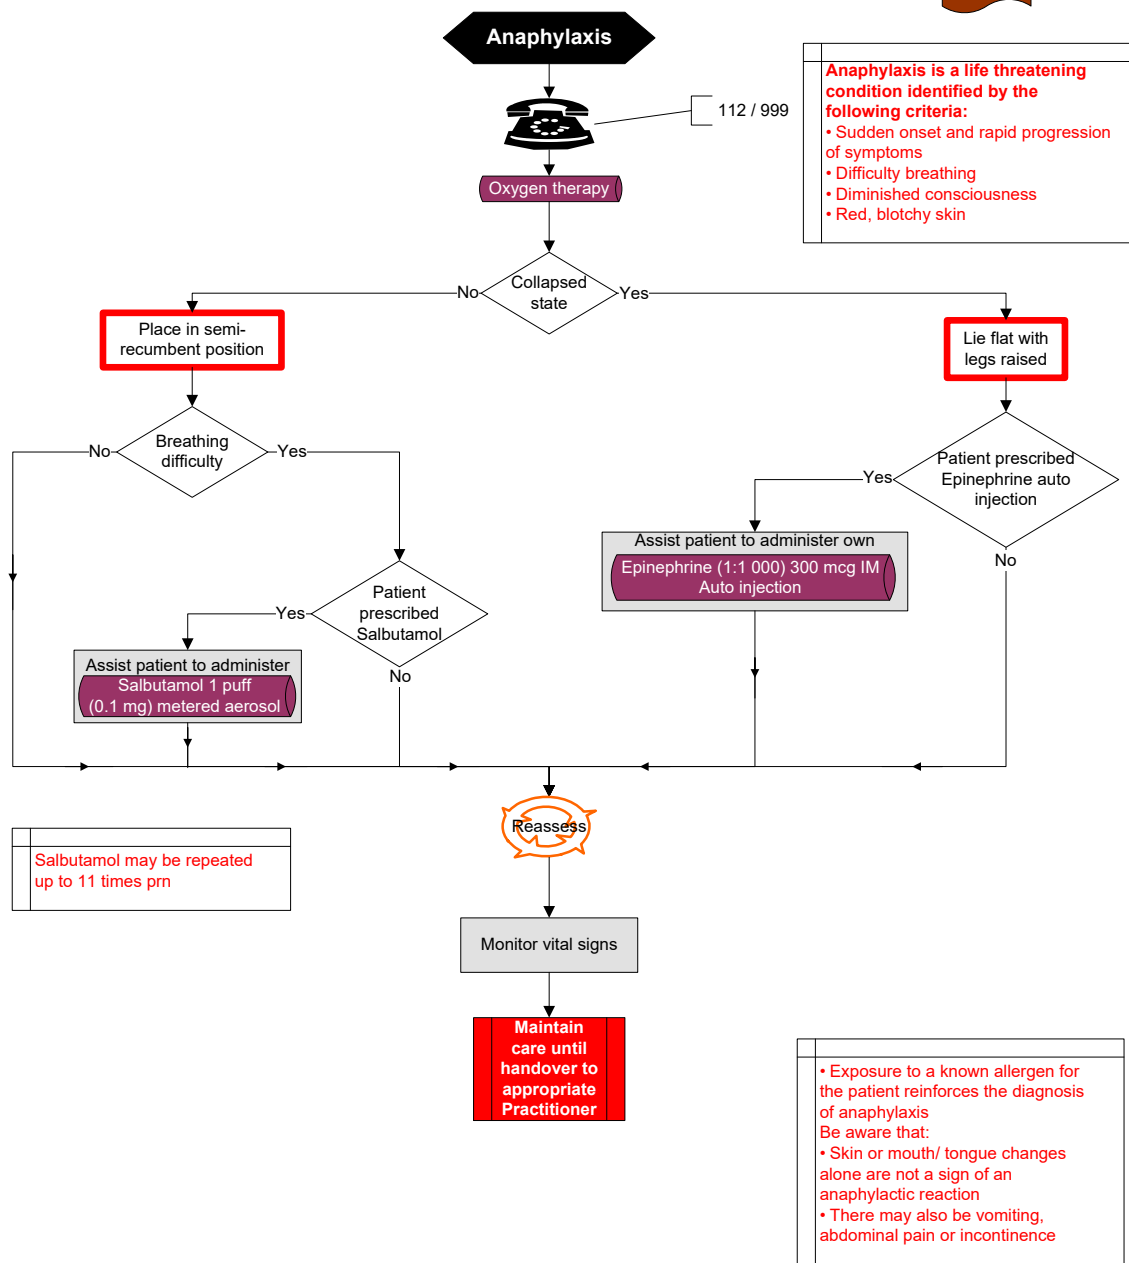 Anaphylaxis
112 / 999
Anaphylaxis is a life threatening
condition identified by the
following criteria:
• Sudden onset and rapid progression
of symptoms
• Difficulty breathing
• Diminished consciousness
• Red, blotchy skin
Oxygen therapy
Collapsed
state
No
Yes
Place in semi-
recumbent position
Lie flat with
legs raised
Breathing
difficulty
No
Yes
Patient prescribed
Epinephrine auto
injection
Yes
No
Assist patient to administer own
Epinephrine (1:1 000) 300 mcg IM
Auto injection
Patient
prescribed
Salbutamol
Yes
No
Assist patient to administer
Salbutamol 1 puff
(0.1 mg) metered aerosol
Reassess
Salbutamol may be repeated
up to 11 times prn
Monitor vital signs
Maintain
care until
handover to
appropriate
Practitioner
• Exposure to a known allergen for
the patient reinforces the diagnosis
of anaphylaxis
Be aware that:
• Skin or mouth/ tongue changes
alone are not a sign of an
anaphylactic reaction
• There may also be vomiting,
abdominal pain or incontinence